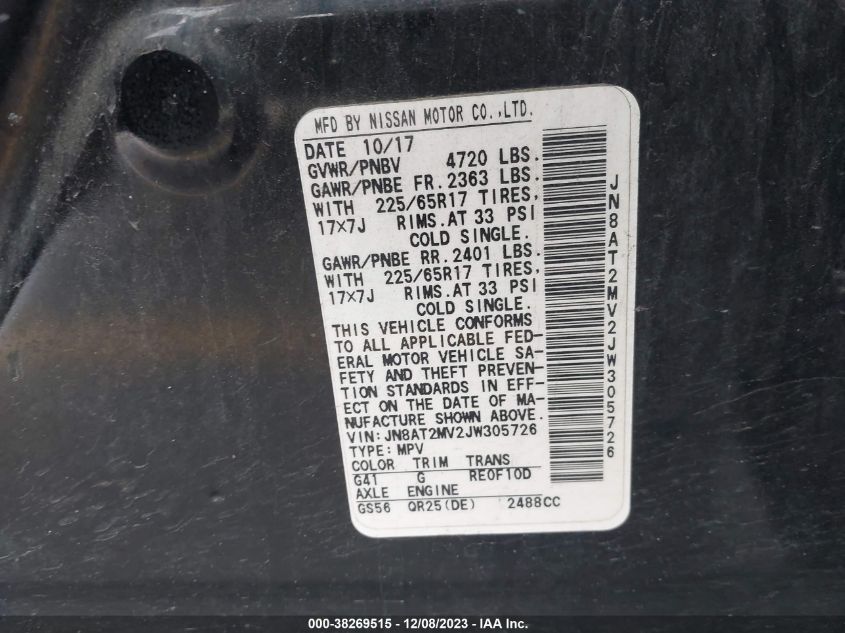 MFD BY NISSAN MOTOR CO.,LTD.
DATE 10/17
GVWR/PNBV 4720 LBS.
GAWR/PNBE FR. 2363 LBS.
WITH 225/65R17 TIRES,
17×7J RIMS. AT 33 PSI
COLD SINGLE.
GAWR/PNBE RR. 2401 LBS.
WITH 225/65R17 TIRES,
17×7J RIMS. AT 33 PSI
COLD SINGLE.
THIS VEHICLE CONFORMS
TO ALL APPLICABLE FED-
ERAL MOTOR VEHICLE SA-
FETY AND THEFT PREVEN-
TION STANDARDS IN EFF-
ECT ON THE DATE OF MA-
NUFACTURE SHOWN ABOVE.
VIN: JN8AT2MV2JW305726
TYPE: MPV
COLOR TRIM TRANS
G41 G RE0F10D
AXLE ENGINE
GS56 QR25(DE) 2488CC
JN8AT2MV2JW305726
000-38269515 - 12/08/2023 - IAA Inc.